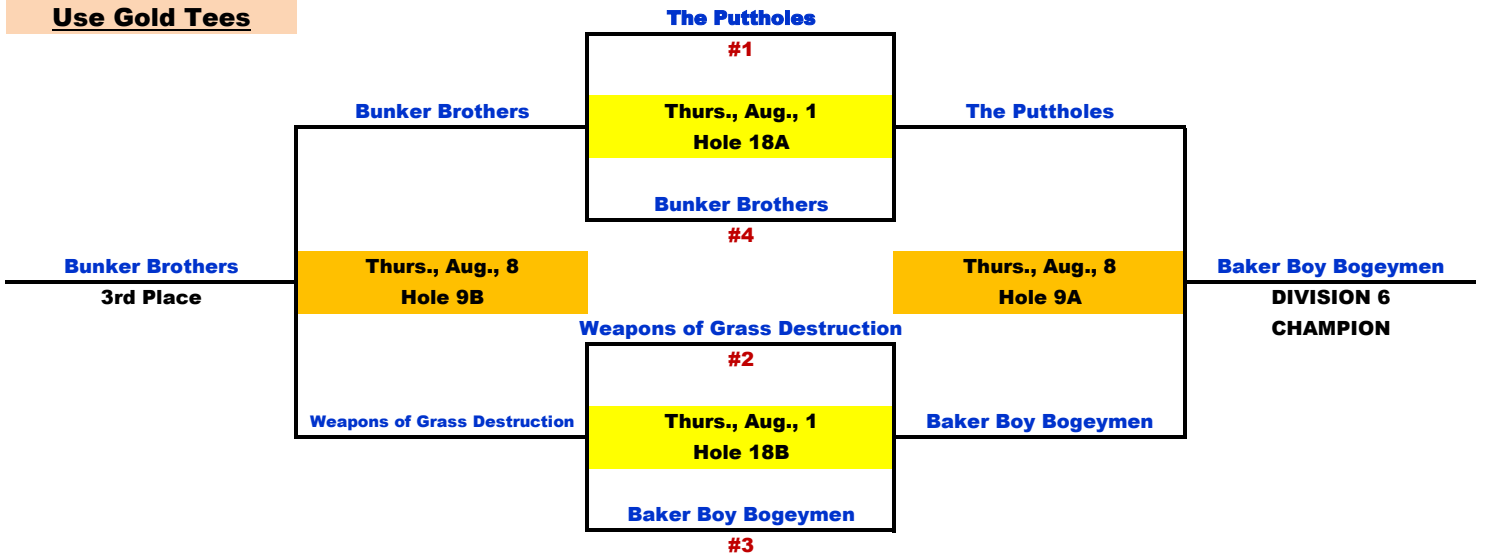 Use Gold Tees
The Puttholes
#1
Bunker Brothers
Thurs., Aug., 1
Hole 18A
The Puttholes
Bunker Brothers
#4
Bunker Brothers
3rd Place
Thurs., Aug., 8
Hole 9B
Thurs., Aug., 8
Hole 9A
Baker Boy Bogeymen
DIVISION 6
CHAMPION
Weapons of Grass Destruction
#2
Weapons of Grass Destruction
Thurs., Aug., 1
Hole 18B
Baker Boy Bogeymen
Baker Boy Bogeymen
#3